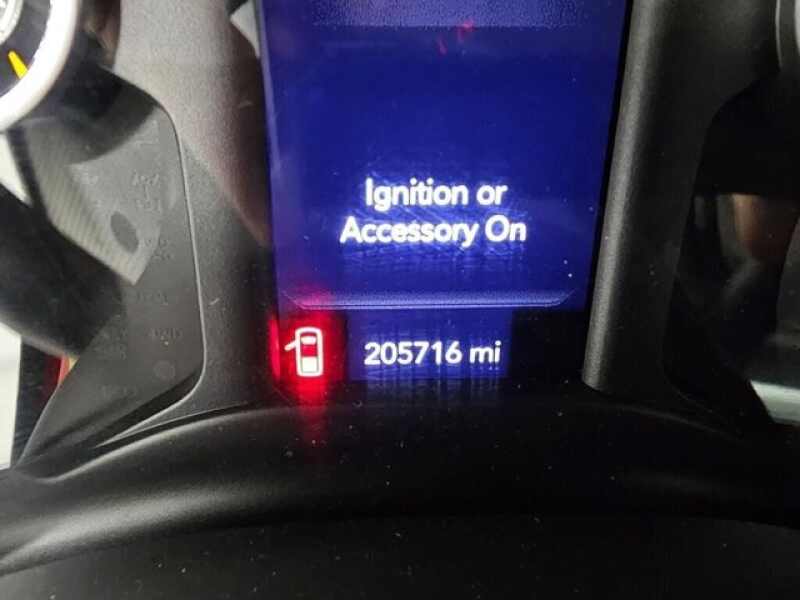 Ignition or
Accessory On
205716 mi